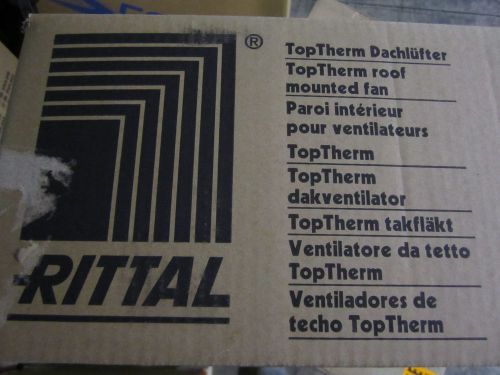 RITTAL
®
TopTherm Dachlüfter
TopTherm roof
mounted fan
Paroi intérieur
pour ventilateurs
TopTherm
TopTherm
dakventilator
TopTherm takfläkt
Ventilatore da tetto
TopTherm
Ventiladores de
techo TopTherm